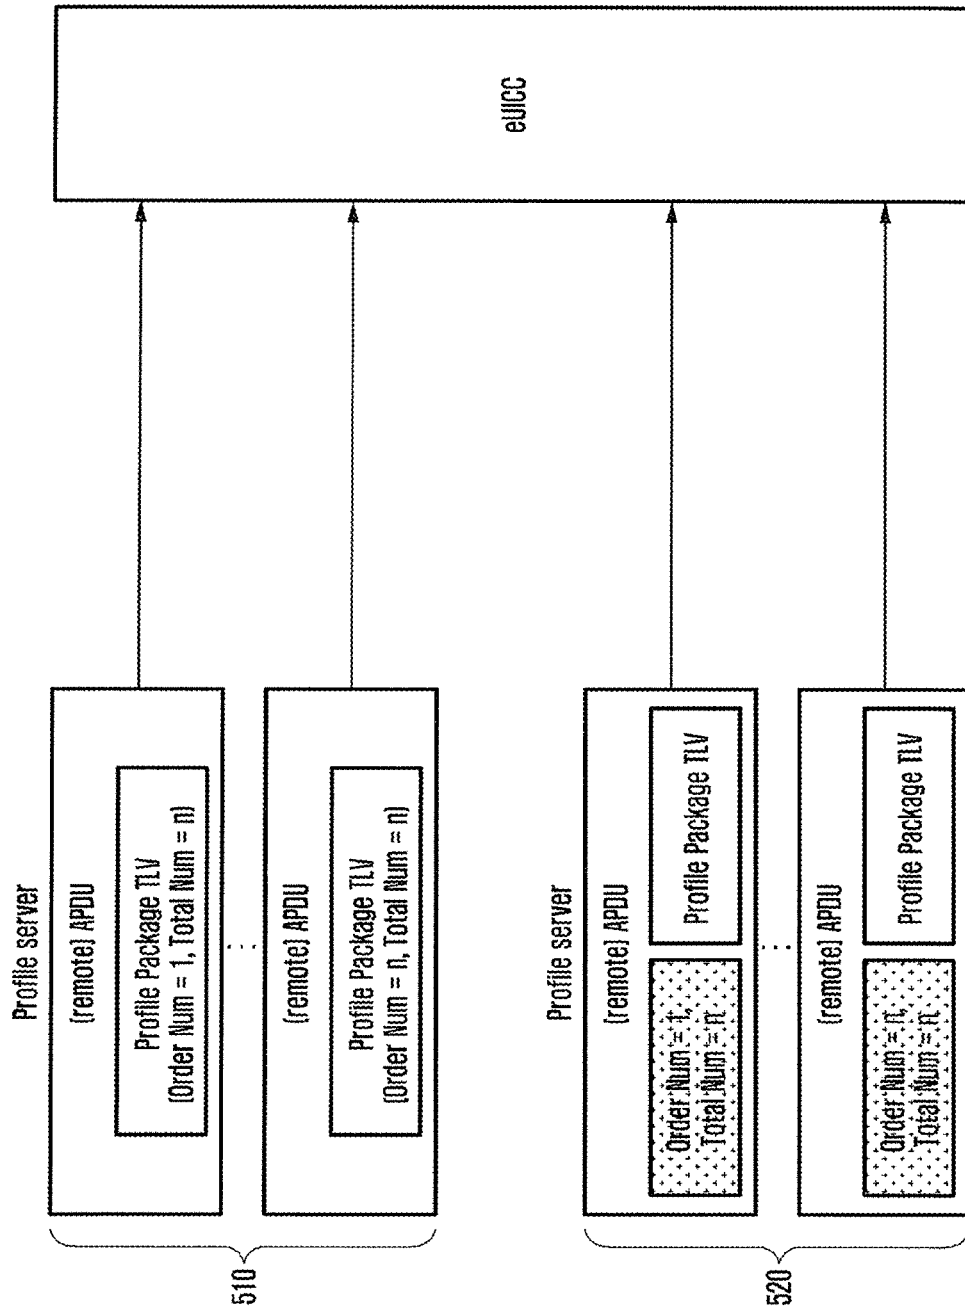 510
Profile server
(remote) APDU
Profile Package TLV
(Order Num = 1, Total Num = n)
...
(remote) APDU
Profile Package TLV
(Order Num = n, Total Num = n)
520
Profile server
(remote) APDU
Order Num = 1,
Total Num = n
Profile Package TLV
...
(remote) APDU
Order Num = n,
Total Num = n
Profile Package TLV
eUICC